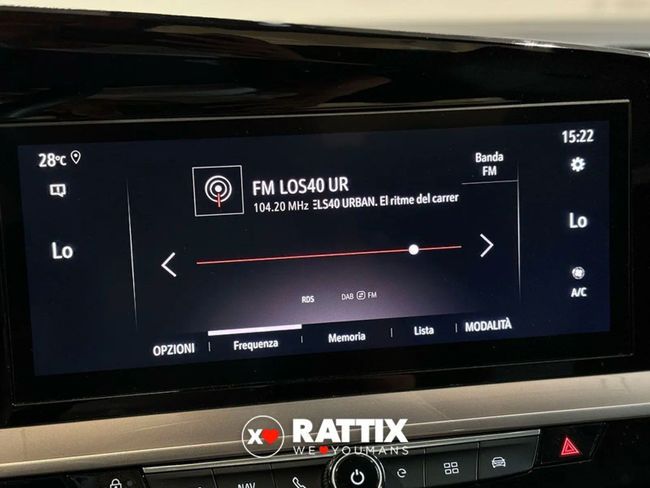 28°C
15:22
FM LOS40 UR
104.20 MHz ELS40 URBAN. El ritme del carrer
Banda
FM
Lo
Lo
A/C
RDS
DAB FM
OPZIONI
Frequenza
Memoria
Lista
MODALITÀ
RATTIX
WE YOUMANS
NAV